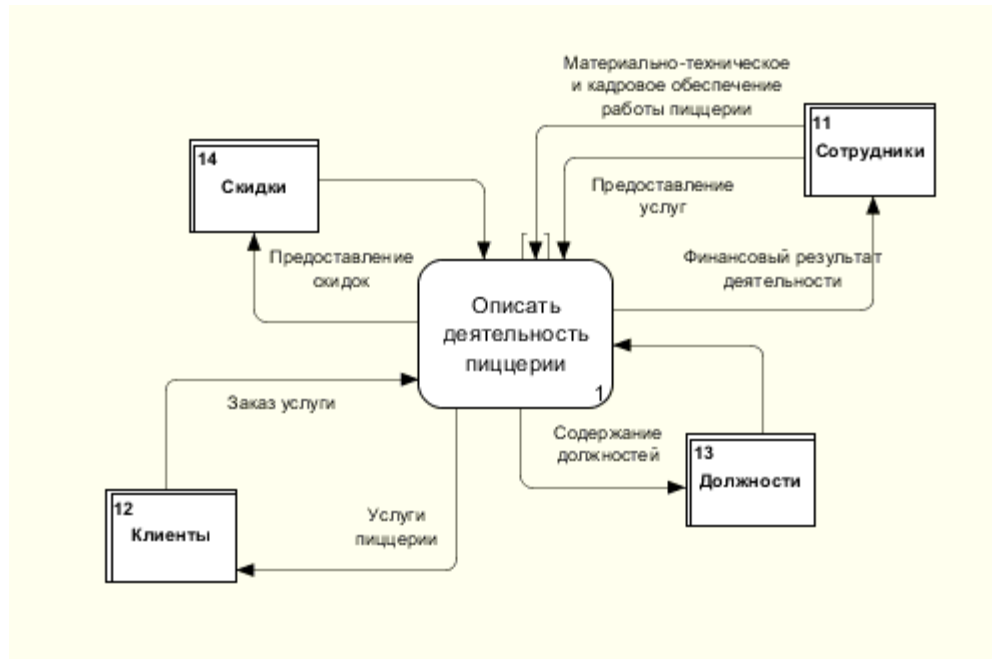 Материально-техническое
и кадровое обеспечение
работы пиццерии
11
Сотрудники
14
Скидки
Предоставление
услуг
Предоставление
скидок
Финансовый результат
деятельности
Описать
деятельность
пиццерии
1
Заказ услуги
Содержание
должностей
13
Должности
12
Клиенты
Услуги
пиццерии